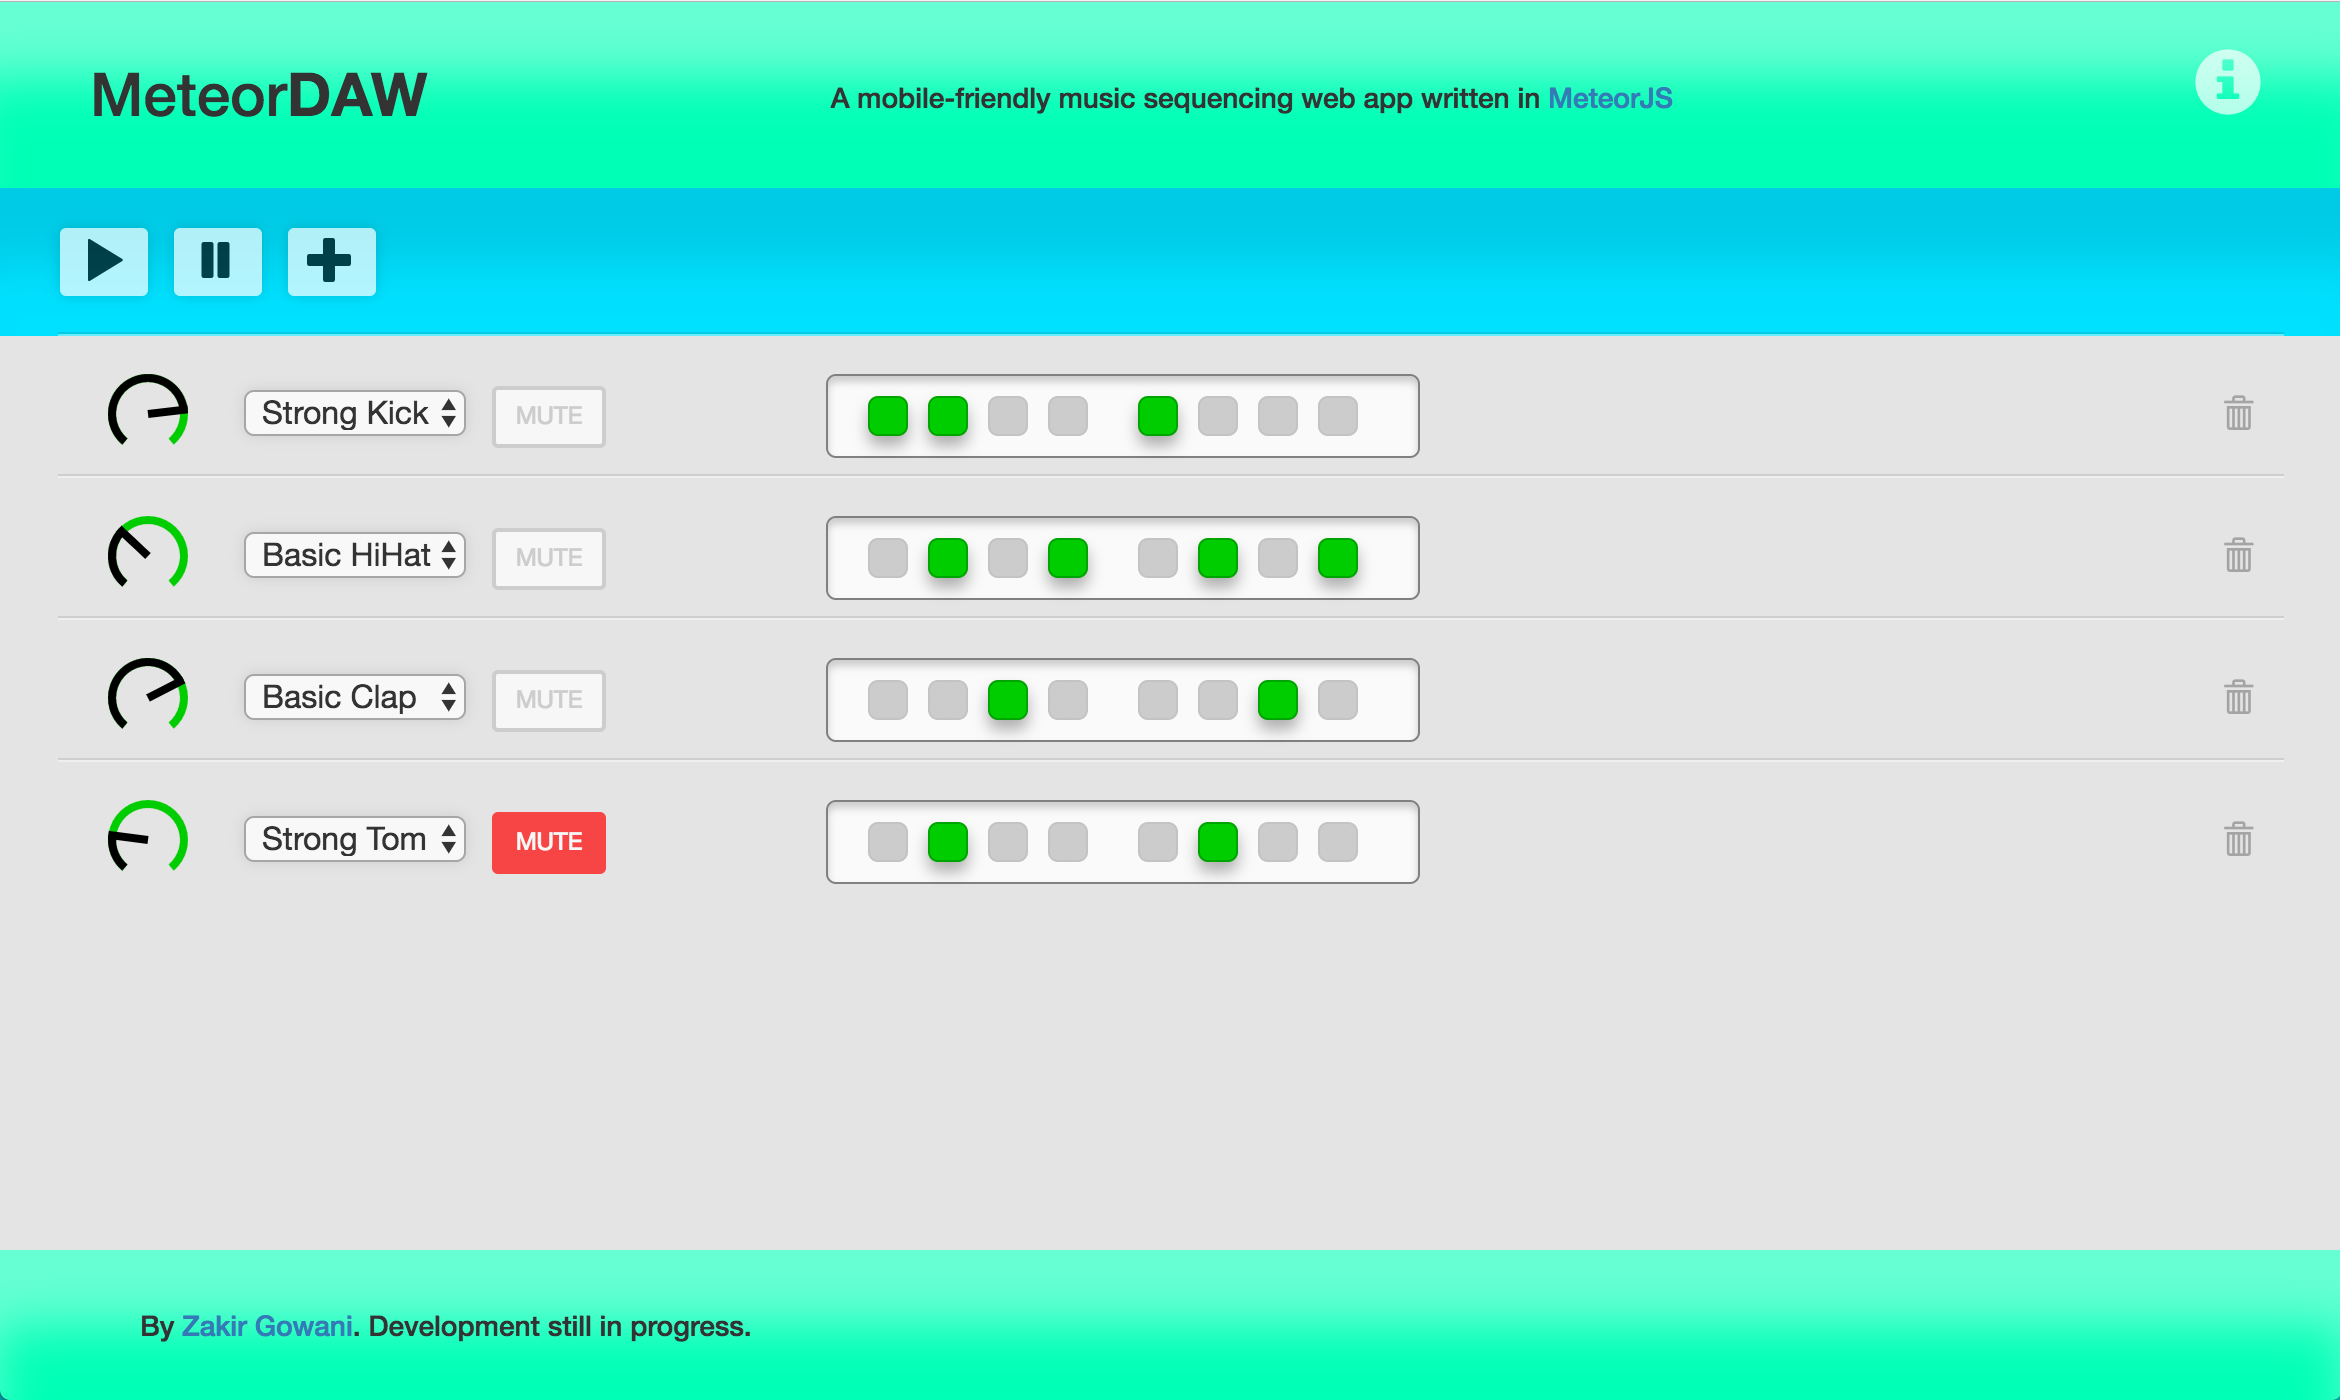 MeteorDAW
A mobile-friendly music sequencing web app written in MeteorJS
Strong Kick MUTE
Basic HiHat MUTE
Basic Clap MUTE
Strong Tom MUTE
By Zakir Gowani. Development still in progress.